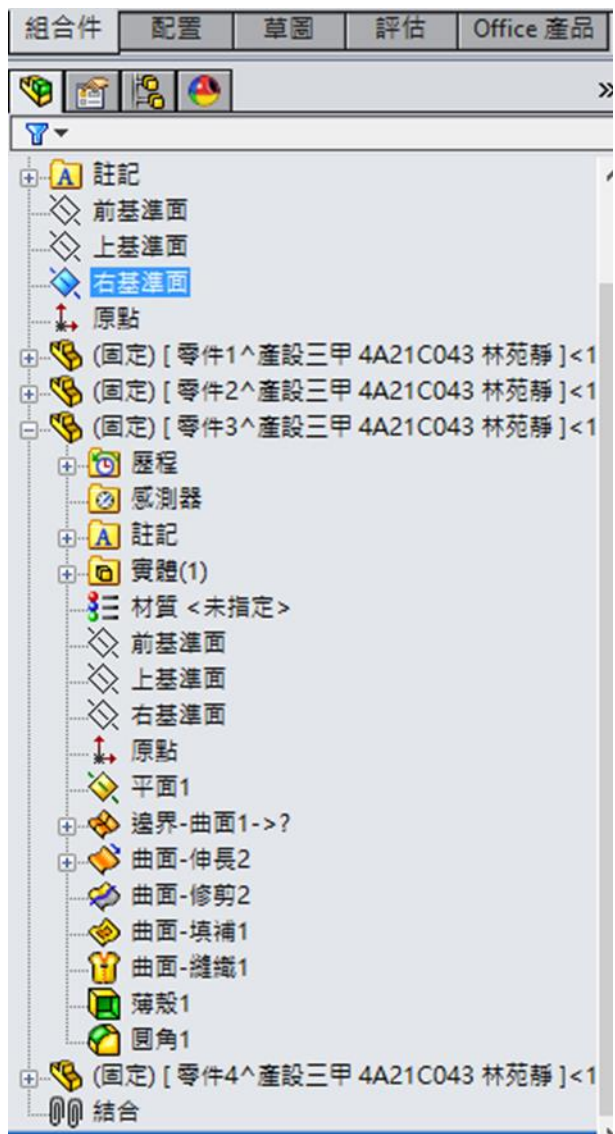 組合件 配置 草圖 評估 Office 產品
»
註記
前基準面
上基準面
右基準面
原點
(固定) [ 零件1^產設三甲 4A21C043 林苑靜 ]<1
(固定) [ 零件2^產設三甲 4A21C043 林苑靜 ]<1
(固定) [ 零件3^產設三甲 4A21C043 林苑靜 ]<1
歷程
感測器
註記
實體(1)
材質 <未指定>
前基準面
上基準面
右基準面
原點
平面1
邊界-曲面1->?
曲面-伸長2
曲面-修剪2
曲面-填補1
曲面-縫織1
薄殼1
圓角1
(固定) [ 零件4^產設三甲 4A21C043 林苑靜 ]<1
結合